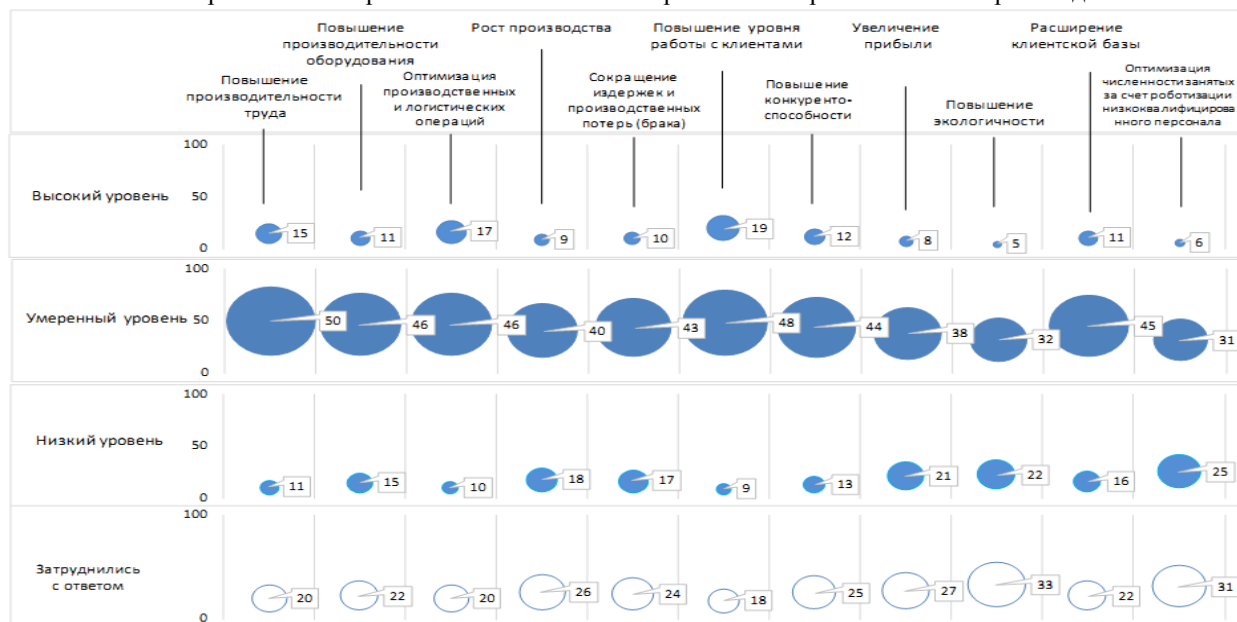 Повышение
производительности
труда
Повышение
производительности
оборудования
Оптимизация
производственных
и логистических
операций
Рост производства
Сокращение
издержек и
производственных
потерь (брака)
Повышение уровня
работы с клиентами
Повышение
конкуренто-
способности
Увеличение
прибыли
Повышение
экологичности
Расширение
клиентской базы
Оптимизация
численности занятых
за счет роботизации
низкоквалифицирова
нного персонала
100
50
0
Высокий уровень
15
11
17
9
10
19
12
8
5
11
6
100
50
0
Умеренный уровень
50
46
46
40
43
48
44
38
32
45
31
100
50
0
Низкий уровень
11
15
10
18
17
9
13
21
22
16
25
100
50
0
Затруднились
с ответом
20
22
20
26
24
18
25
27
33
22
31